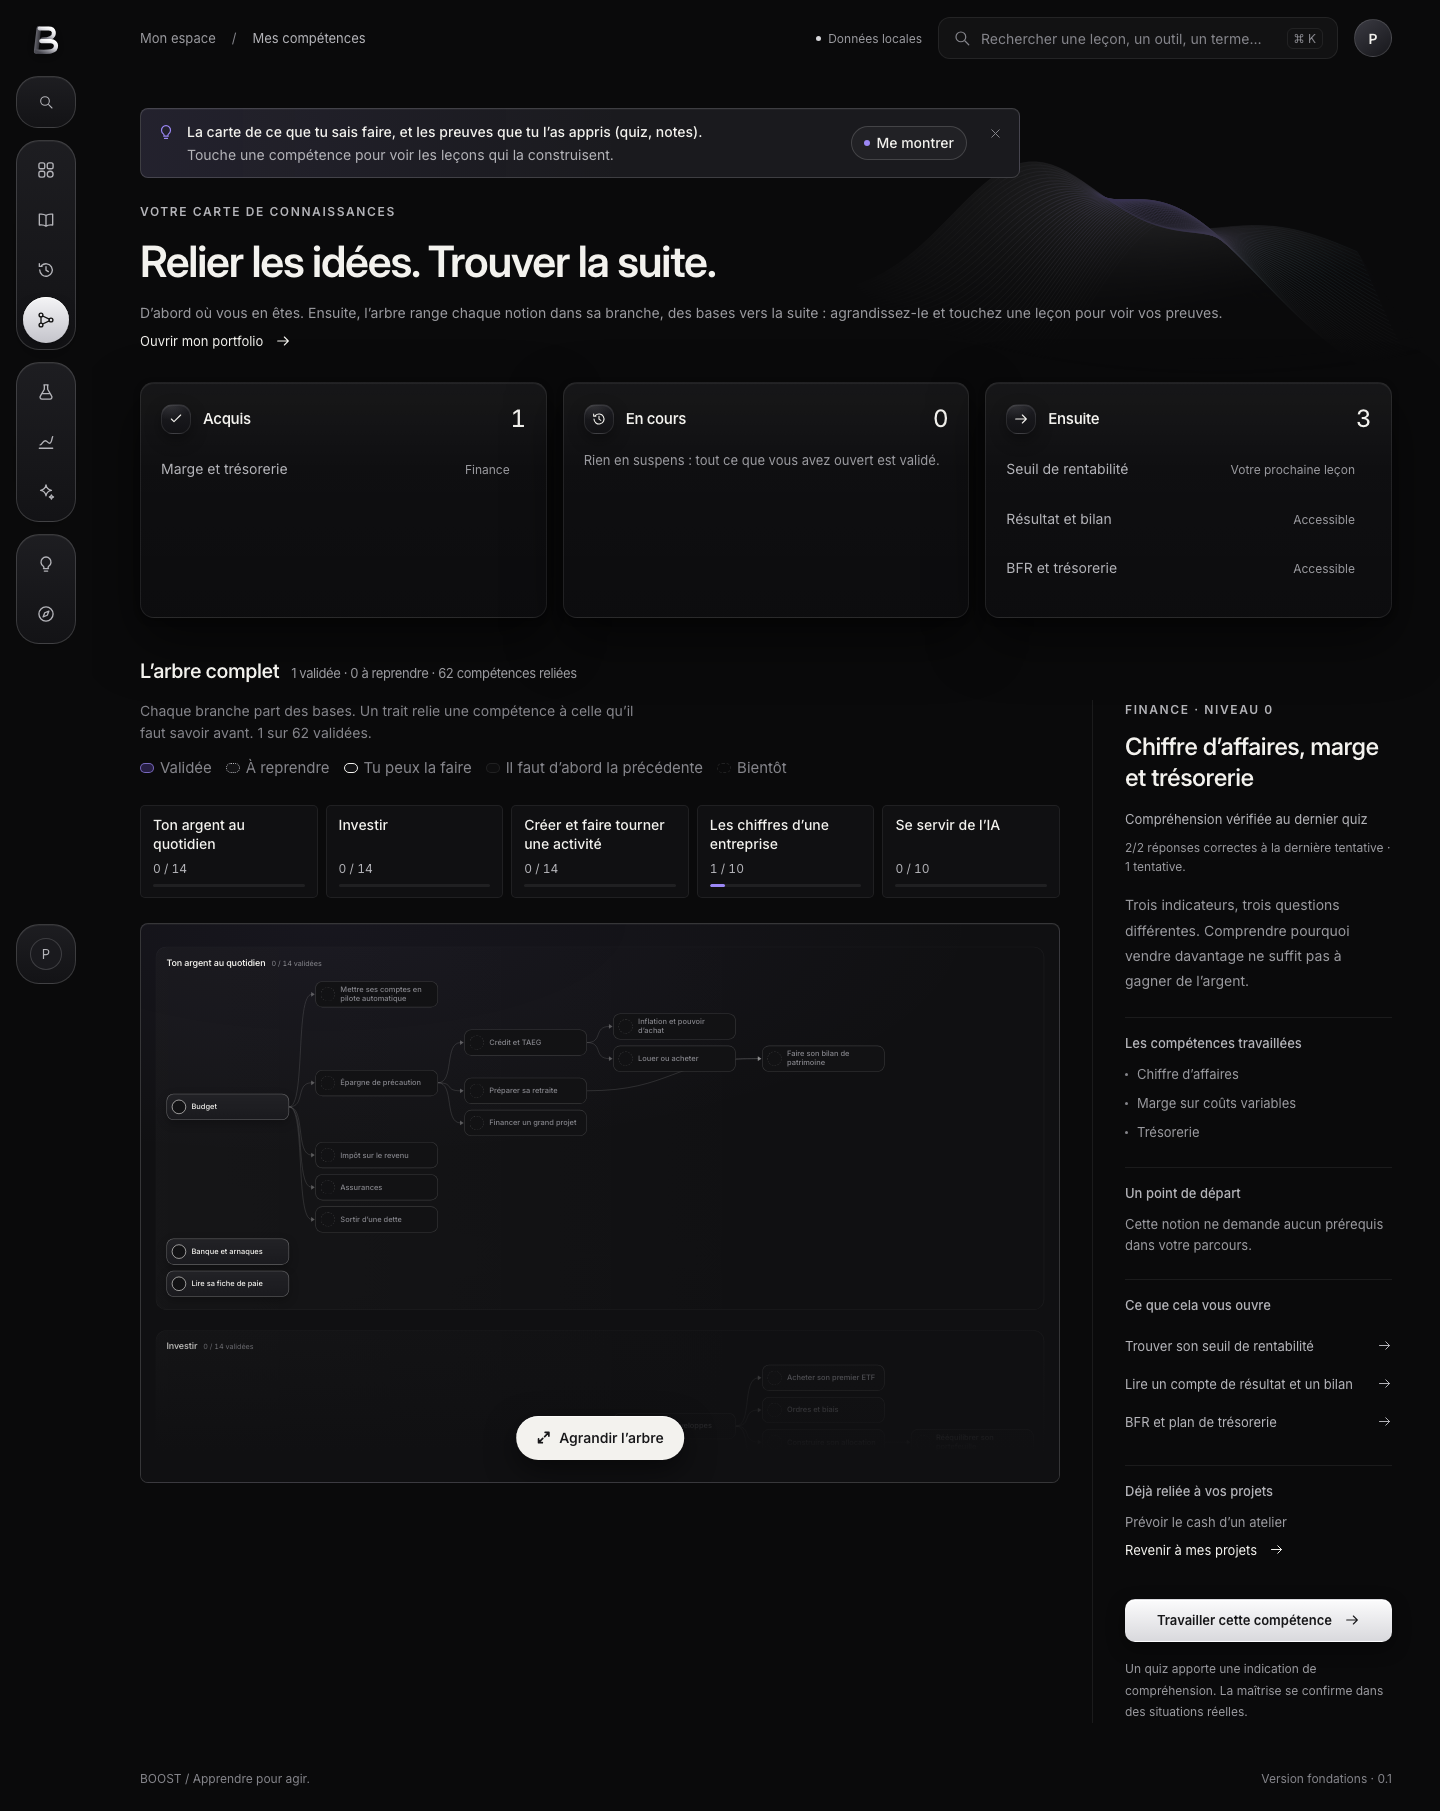 B
Mon espace / Mes compétences
Données locales
Rechercher une leçon, un outil, un terme…
⌘ K
P
La carte de ce que tu sais faire, et les preuves que tu l’as appris (quiz, notes).
Touche une compétence pour voir les leçons qui la construisent.
Me montrer
VOTRE CARTE DE CONNAISSANCES
Relier les idées. Trouver la suite.
D’abord où vous en êtes. Ensuite, l’arbre range chaque notion dans sa branche, des bases vers la suite : agrandissez-le et touchez une leçon pour voir vos preuves.
Ouvrir mon portfolio
Acquis 1
Marge et trésorerie Finance
En cours 0
Rien en suspens : tout ce que vous avez ouvert est validé.
Ensuite 3
Seuil de rentabilité Votre prochaine leçon
Résultat et bilan Accessible
BFR et trésorerie Accessible
L’arbre complet 1 validée · 0 à reprendre · 62 compétences reliées
Chaque branche part des bases. Un trait relie une compétence à celle qu’il
faut savoir avant. 1 sur 62 validées.
Validée À reprendre Tu peux la faire Il faut d’abord la précédente Bientôt
Ton argent au
quotidien
0 / 14
Investir
0 / 14
Créer et faire tourner
une activité
0 / 14
Les chiffres d’une
entreprise
1 / 10
Se servir de l’IA
0 / 10
P
Ton argent au quotidien 0 / 14 validées
Mettre ses comptes en
pilote automatique
Inflation et pouvoir
d’achat
Crédit et TAEG
Louer ou acheter
Faire son bilan de
patrimoine
Épargne de précaution
Préparer sa retraite
Budget
Financer un grand projet
Impôt sur le revenu
Assurances
Sortir d’une dette
Banque et arnaques
Lire sa fiche de paie
Investir 0 / 14 validées
Acheter son premier ETF
Ordres et biais
Agrandir l’arbre
FINANCE · NIVEAU 0
Chiffre d’affaires, marge
et trésorerie
Compréhension vérifiée au dernier quiz
2/2 réponses correctes à la dernière tentative ·
1 tentative.
Trois indicateurs, trois questions
différentes. Comprendre pourquoi
vendre davantage ne suffit pas à
gagner de l’argent.
Les compétences travaillées
• Chiffre d’affaires
• Marge sur coûts variables
• Trésorerie
Un point de départ
Cette notion ne demande aucun prérequis
dans votre parcours.
Ce que cela vous ouvre
Trouver son seuil de rentabilité
Lire un compte de résultat et un bilan
BFR et plan de trésorerie
Déjà reliée à vos projets
Prévoir le cash d’un atelier
Revenir à mes projets
Travailler cette compétence
Un quiz apporte une indication de
compréhension. La maîtrise se confirme dans
des situations réelles.
BOOST / Apprendre pour agir.
Version fondations · 0.1